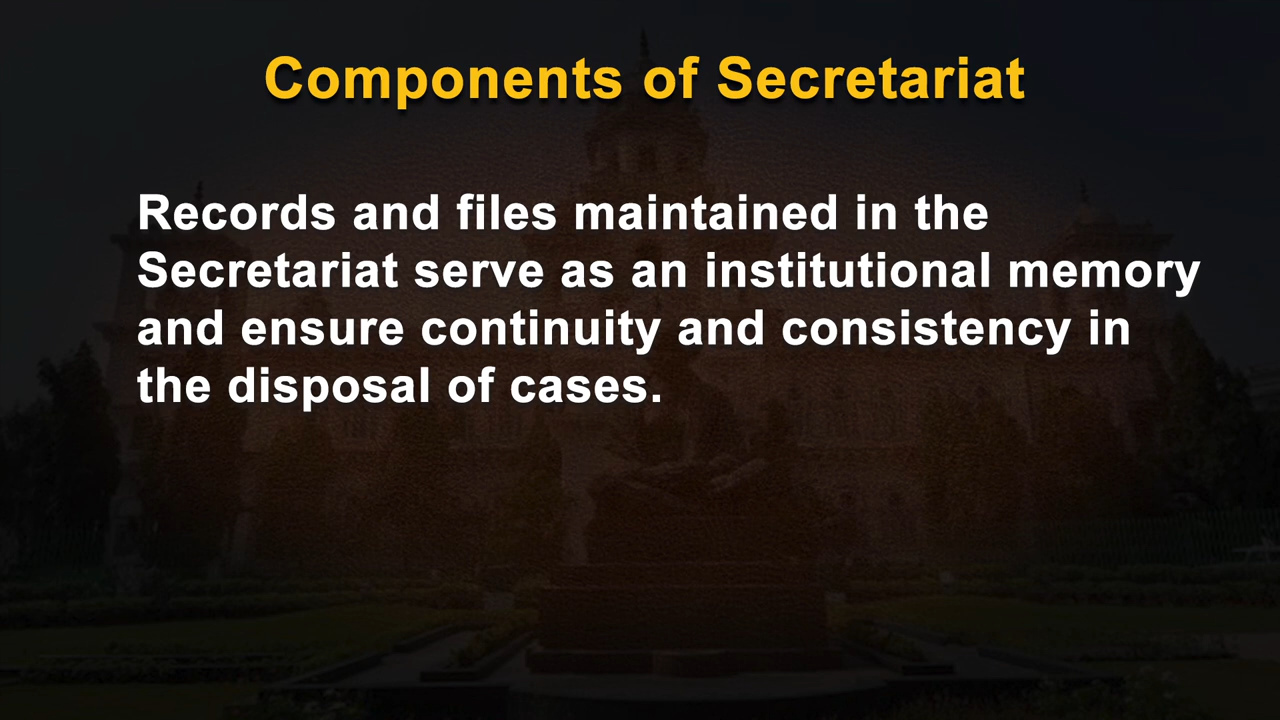 Components of Secretariat
Records and files maintained in the
Secretariat serve as an institutional memory
and ensure continuity and consistency in
the disposal of cases.